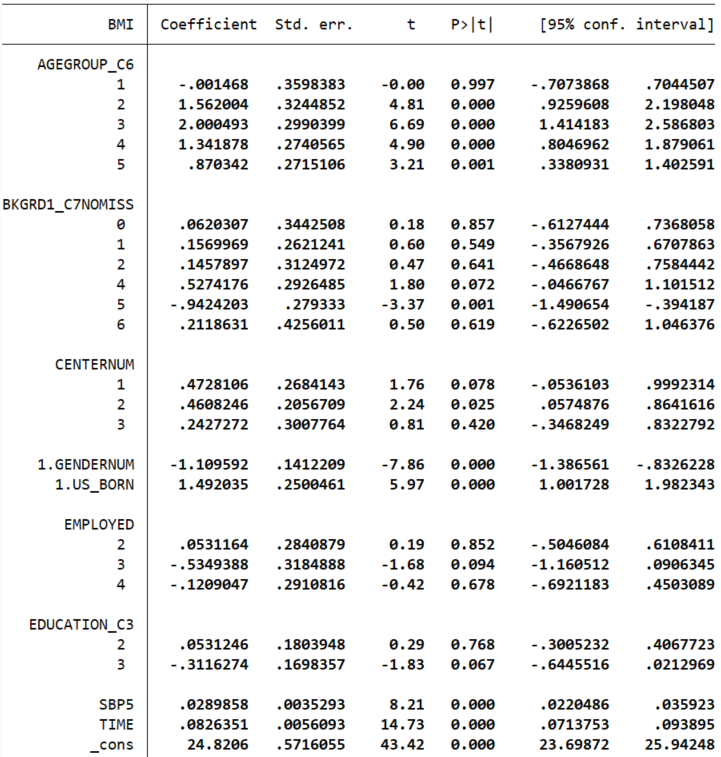 BMI Coefficient Std. err. t P>|t| [95% conf. interval]
AGEGROUP_C6
1 -.001468 .3598383 -0.00 0.997 -.7073868 .7044507
2 1.562004 .3244852 4.81 0.000 .9259608 2.198048
3 2.000493 .2990399 6.69 0.000 1.414183 2.586803
4 1.341878 .2740565 4.90 0.000 .8046962 1.879061
5 .870342 .2715106 3.21 0.001 .3380931 1.402591
BKGRD1_C7NOMISS
0 .0620307 .3442508 0.18 0.857 -.6127444 .7368058
1 .1569969 .2621241 0.60 0.549 -.3567926 .6707863
2 .1457897 .3124972 0.47 0.641 -.4668648 .7584442
4 .5274176 .2926485 1.80 0.072 -.0466767 1.101512
5 -.9424203 .279333 -3.37 0.001 -1.490654 -.394187
6 .2118631 .4256011 0.50 0.619 -.6226502 1.046376
CENTERNUM
1 .4728106 .2684143 1.76 0.078 -.0536103 .9992314
2 .4608246 .2056709 2.24 0.025 .0574876 .8641616
3 .2427272 .3007764 0.81 0.420 -.3468249 .8322792
1.GENDERNUM -1.109592 .1412209 -7.86 0.000 -1.386561 -.8326228
1.US_BORN 1.492035 .2500461 5.97 0.000 1.001728 1.982343
EMPLOYED
2 .0531164 .2840879 0.19 0.852 -.5046084 .6108411
3 -.5349388 .3184888 -1.68 0.094 -1.160512 .0906345
4 -.1209047 .2910816 -0.42 0.678 -.6921183 .4503089
EDUCATION_C3
2 .0531246 .1803948 0.29 0.768 -.3005232 .4067723
3 -.3116274 .1698357 -1.83 0.067 -.6445516 .0212969
SBP5 .0289858 .0035293 8.21 0.000 .0220486 .035923
TIME .0826351 .0056093 14.73 0.000 .0713753 .093895
_cons 24.8206 .5716055 43.42 0.000 23.69872 25.94248